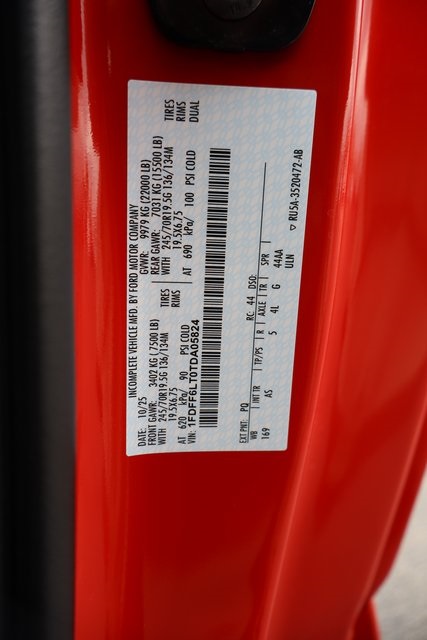 INCOMPLETE VEHICLE MFD. BY FORD MOTOR COMPANY
DATE: 10/25 GVWR: 9979 KG (22000 LB)
FRONT GAWR: 3402 KG (7500 LB) REAR GAWR: 7031 KG (15500 LB)
WITH 245/70R19.5G 136/134M TIRES WITH 245/70R19.5G 136/134M TIRES
19.5X6.75 RIMS 19.5X6.75 RIMS
AT 620 kPa/ 90 PSI COLD AT 690 kPa/ 100 PSI COLD DUAL
VIN: 1FDFF6LT0TDA05824
EXT PNT: PQ RC: 44 DSO:
WB INT TR TP/PS R AXLE TR SPR
169 AS 5 4L G 44AA
ULN
▽ RU5A-3520472-AB